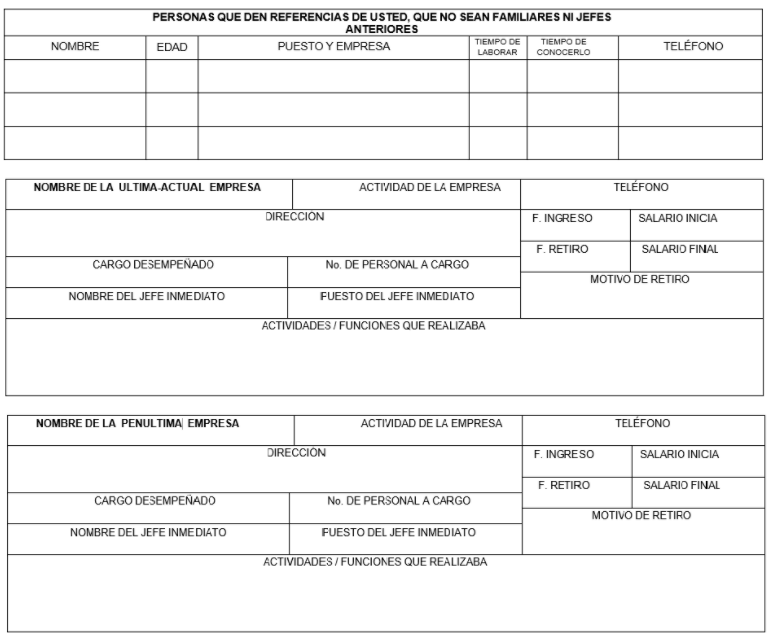 PERSONAS QUE DEN REFERENCIAS DE USTED, QUE NO SEAN FAMILIARES NI JEFES
ANTERIORES
NOMBRE EDAD PUESTO Y EMPRESA TIEMPO DE LABORAR TIEMPO DE CONOCERLO TELÉFONO
NOMBRE DE LA ULTIMA-ACTUAL EMPRESA ACTIVIDAD DE LA EMPRESA TELÉFONO
DIRECCIÓN F. INGRESO SALARIO INICIA
F. RETIRO SALARIO FINAL
CARGO DESEMPEÑADO No. DE PERSONAL A CARGO MOTIVO DE RETIRO
NOMBRE DEL JEFE INMEDIATO PUESTO DEL JEFE INMEDIATO
ACTIVIDADES / FUNCIONES QUE REALIZABA
NOMBRE DE LA PENULTIMA EMPRESA ACTIVIDAD DE LA EMPRESA TELÉFONO
DIRECCIÓN F. INGRESO SALARIO INICIA
F. RETIRO SALARIO FINAL
CARGO DESEMPEÑADO No. DE PERSONAL A CARGO MOTIVO DE RETIRO
NOMBRE DEL JEFE INMEDIATO PUESTO DEL JEFE INMEDIATO
ACTIVIDADES / FUNCIONES QUE REALIZABA